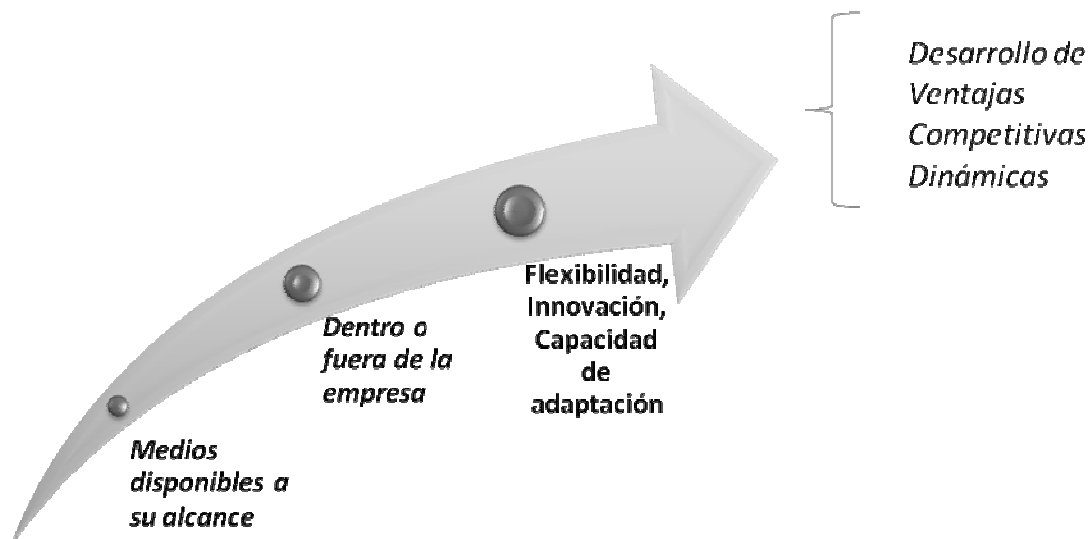 Desarrollo de
Ventajas
Competitivas
Dinámicas
Flexibilidad,
Innovación,
Capacidad
de
adaptación
Dentro o
fuera de la
empresa
Medios
disponibles a
su alcance